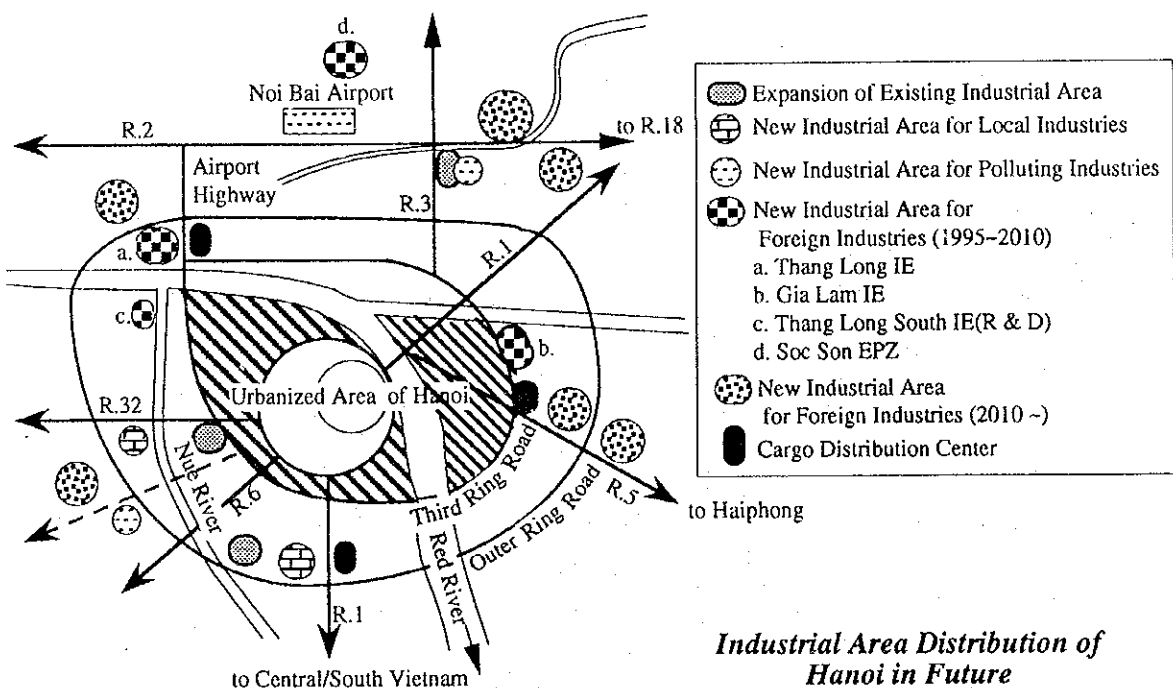 d.
Noi Bai Airport
R.2
to R.18
Airport
Highway
R.3
R.1
a.
c.
b.
Urbanized Area of Hanoi
R.32
Nue River
R.6
Third Ring Road
Outer Ring Road
R.5
to Haiphong
Red River
R.1
to Central/South Vietnam
Expansion of Existing Industrial Area
New Industrial Area for Local Industries
New Industrial Area for Polluting Industries
New Industrial Area for
Foreign Industries (1995~2010)
a. Thang Long IE
b. Gia Lam IE
c. Thang Long South IE(R & D)
d. Soc Son EPZ
New Industrial Area
for Foreign Industries (2010 ~)
Cargo Distribution Center
Industrial Area Distribution of
Hanoi in Future